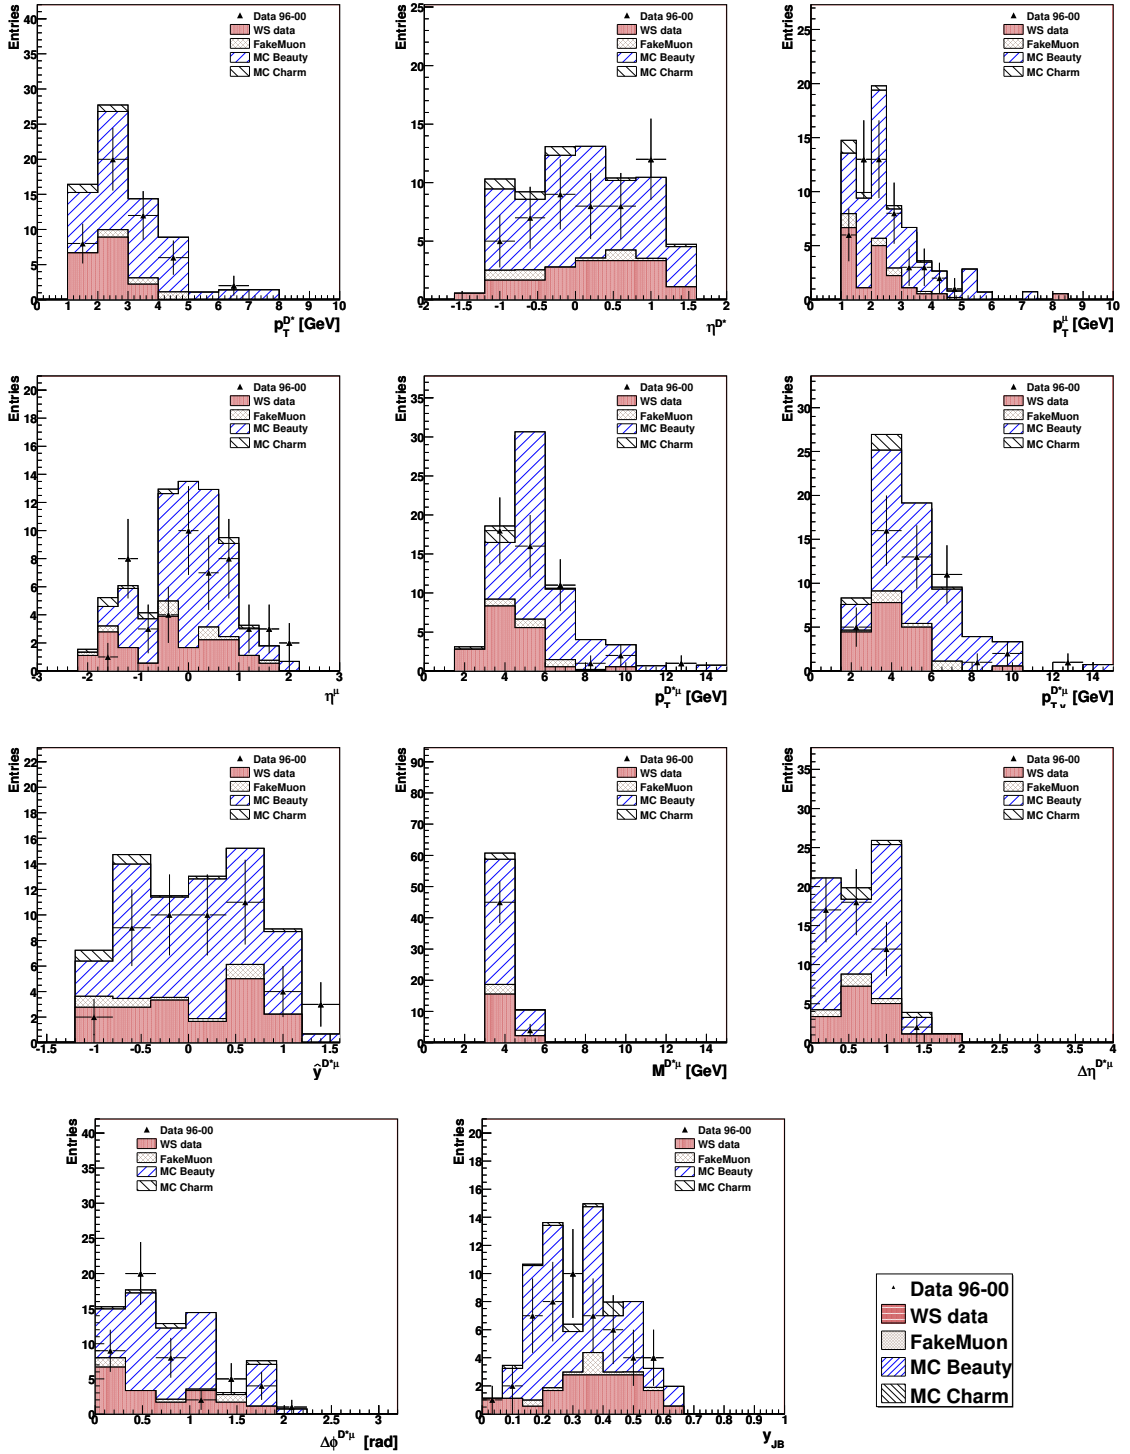 Entries
40
35
30
25
20
15
10
5
0
Data 96-00
WS data
FakeMuon
MC Beauty
MC Charm
0 1 2 3 4 5 6 7 8 9 10
p_T^{D*} [GeV]
Entries
25
20
15
10
5
0
Data 96-00
WS data
FakeMuon
MC Beauty
MC Charm
-2 -1.5 -1 -0.5 0 0.5 1 1.5 2
η^{D*}
Entries
25
20
15
10
5
0
Data 96-00
WS data
FakeMuon
MC Beauty
MC Charm
0 1 2 3 4 5 6 7 8 9 10
p_T^μ [GeV]
Entries
20
18
16
14
12
10
8
6
4
2
Data 96-00
WS data
FakeMuon
MC Beauty
MC Charm
-3 -2 -1 0 1 2 3
η^μ
Entries
35
30
25
20
15
10
5
0
Data 96-00
WS data
FakeMuon
MC Beauty
MC Charm
0 2 4 6 8 10 12 14
p_T^{D*μ} [GeV]
Entries
30
25
20
15
10
5
0
Data 96-00
WS data
FakeMuon
MC Beauty
MC Charm
2 4 6 8 10 12 14
[GeV]
Entries
22
20
18
16
14
12
10
8
6
4
2
0
Data 96-00
WS data
FakeMuon
MC Beauty
MC Charm
-1.5 -1 -0.5 0 0.5 1 1.5
ŷ^{D*μ}
Entries
90
80
70
60
50
40
30
20
10
0
Data 96-00
WS data
FakeMuon
MC Beauty
MC Charm
0 2 4 6 8 10 12 14
M^{D*μ} [GeV]
Entries
35
30
25
20
15
10
5
0
Data 96-00
WS data
FakeMuon
MC Beauty
MC Charm
0 0.5 1 1.5 2 2.5 3 3.5 4
Δη^{D*μ}
Entries
40
35
30
25
20
15
10
5
0
Data 96-00
WS data
FakeMuon
MC Beauty
MC Charm
0 0.5 1 1.5 2 2.5 3
Δϕ^{D*μ} [rad]
Entries
20
18
16
14
12
10
8
6
4
2
0
Data 96-00
WS data
FakeMuon
MC Beauty
MC Charm
0 0.1 0.2 0.3 0.4 0.5 0.6 0.7 0.8 0.9 1
y_{JB}
Data 96-00
WS data
FakeMuon
MC Beauty
MC Charm